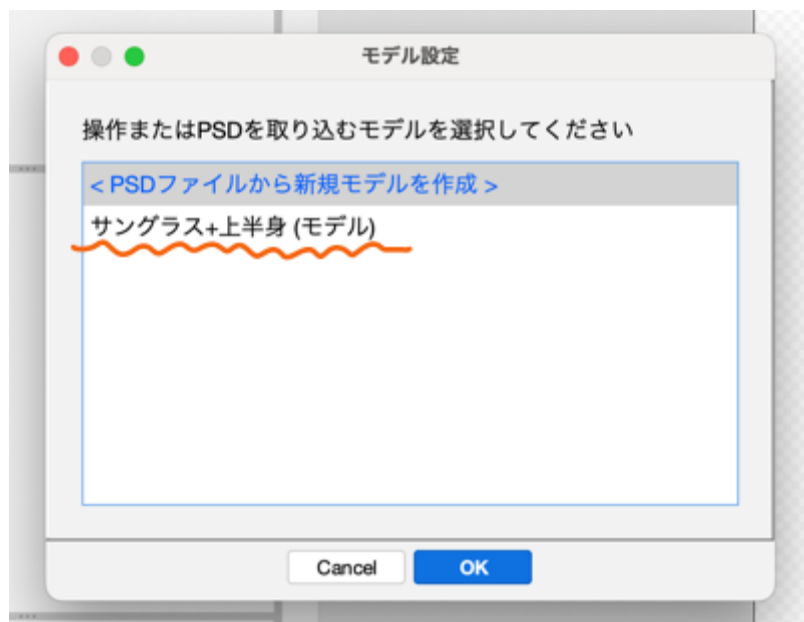 モデル設定
操作またはPSDを取り込むモデルを選択してください
< PSDファイルから新規モデルを作成 >
サングラス+上半身 (モデル)
Cancel
OK